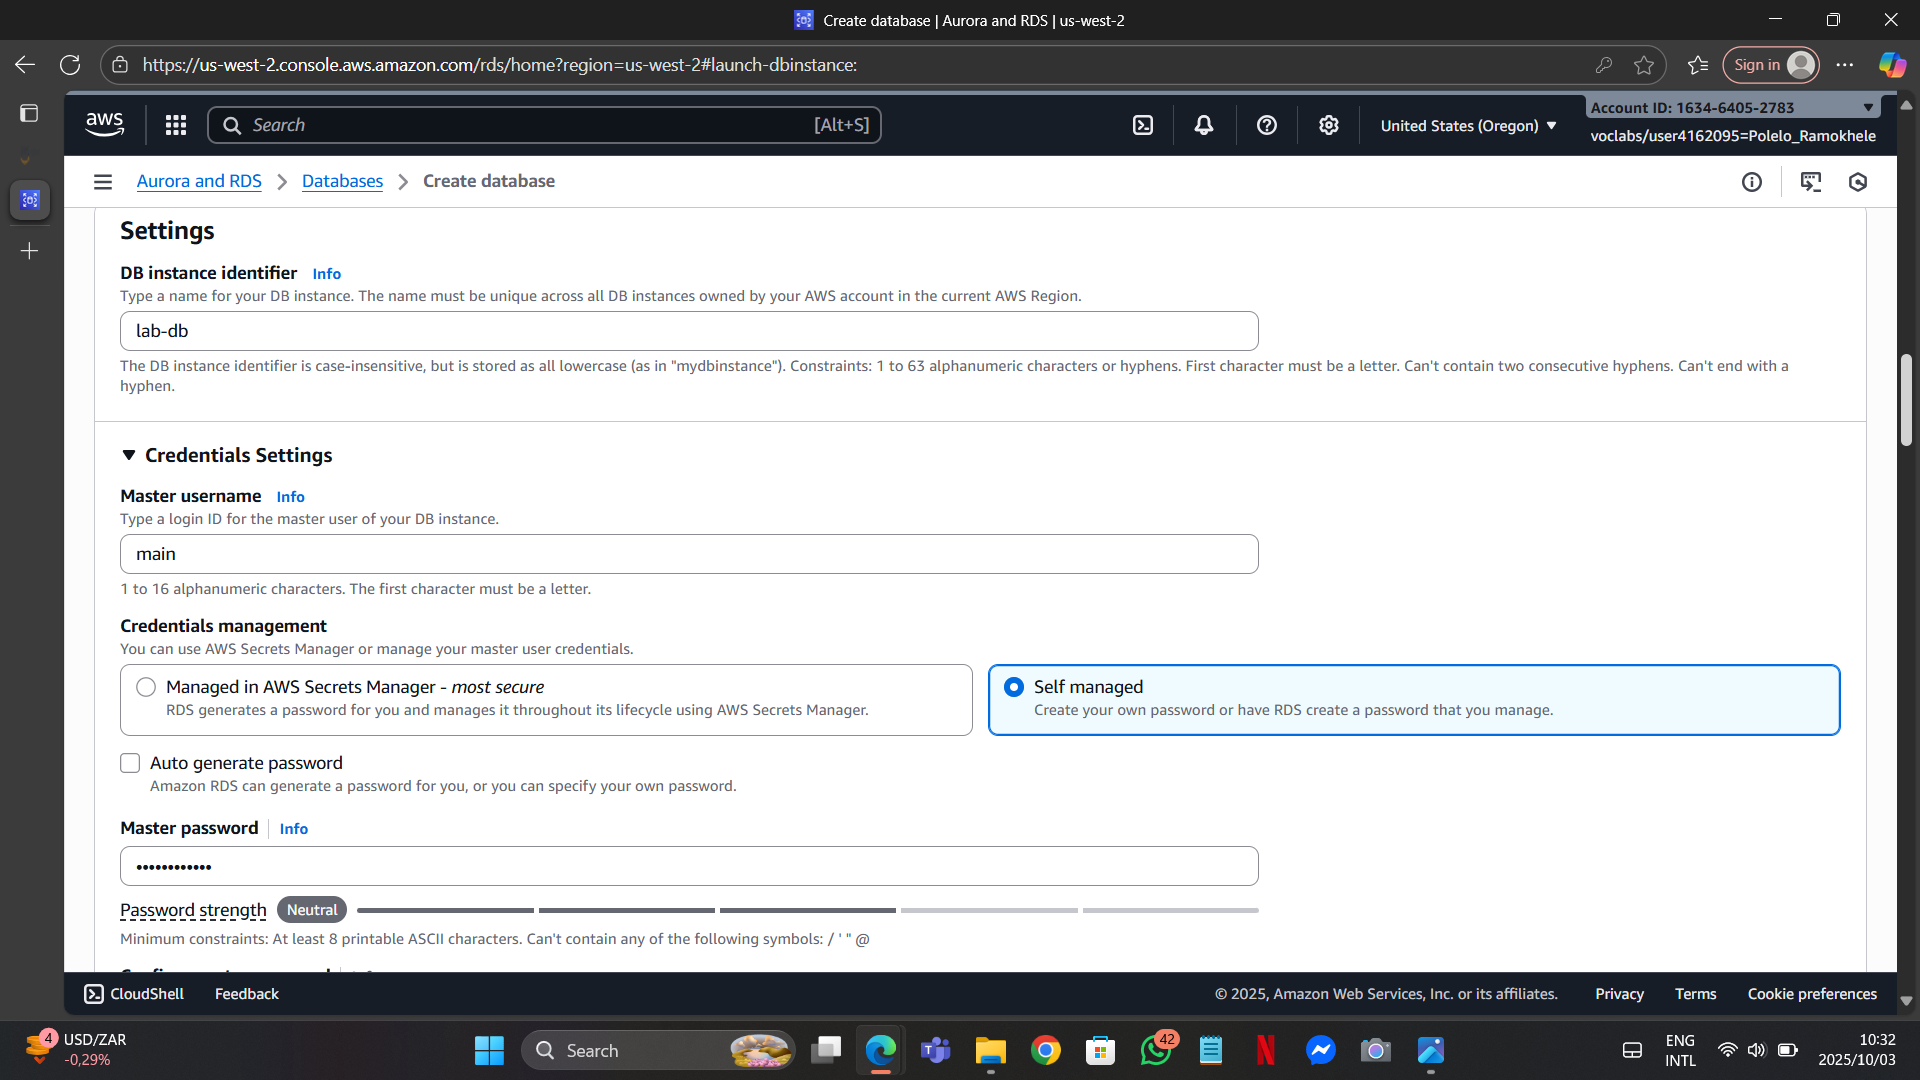 Create database | Aurora and RDS | us-west-2
https://us-west-2.console.aws.amazon.com/rds/home?region=us-west-2#launch-dbinstance:
Sign in
aws
Search
[Alt+S]
United States (Oregon)
Account ID: 1634-6405-2783
voclabs/user4162095=Polelo_Ramokhele
Aurora and RDS
Databases
Create database
Settings
DB instance identifier Info
Type a name for your DB instance. The name must be unique across all DB instances owned by your AWS account in the current AWS Region.
lab-db
The DB instance identifier is case-insensitive, but is stored as all lowercase (as in "mydbinstance"). Constraints: 1 to 63 alphanumeric characters or hyphens. First character must be a letter. Can't contain two consecutive hyphens. Can't end with a
hyphen.
Credentials Settings
Master username Info
Type a login ID for the master user of your DB instance.
main
1 to 16 alphanumeric characters. The first character must be a letter.
Credentials management
You can use AWS Secrets Manager or manage your master user credentials.
Managed in AWS Secrets Manager - most secure
RDS generates a password for you and manages it throughout its lifecycle using AWS Secrets Manager.
Self managed
Create your own password or have RDS create a password that you manage.
Auto generate password
Amazon RDS can generate a password for you, or you can specify your own password.
Master password Info
••••••••••••
Password strength Neutral
Minimum constraints: At least 8 printable ASCII characters. Can't contain any of the following symbols: / ' " @
CloudShell
Feedback
© 2025, Amazon Web Services, Inc. or its affiliates.
Privacy
Terms
Cookie preferences
4
USD/ZAR
-0,29%
Search
42
ENG
INTL
10:32
2025/10/03